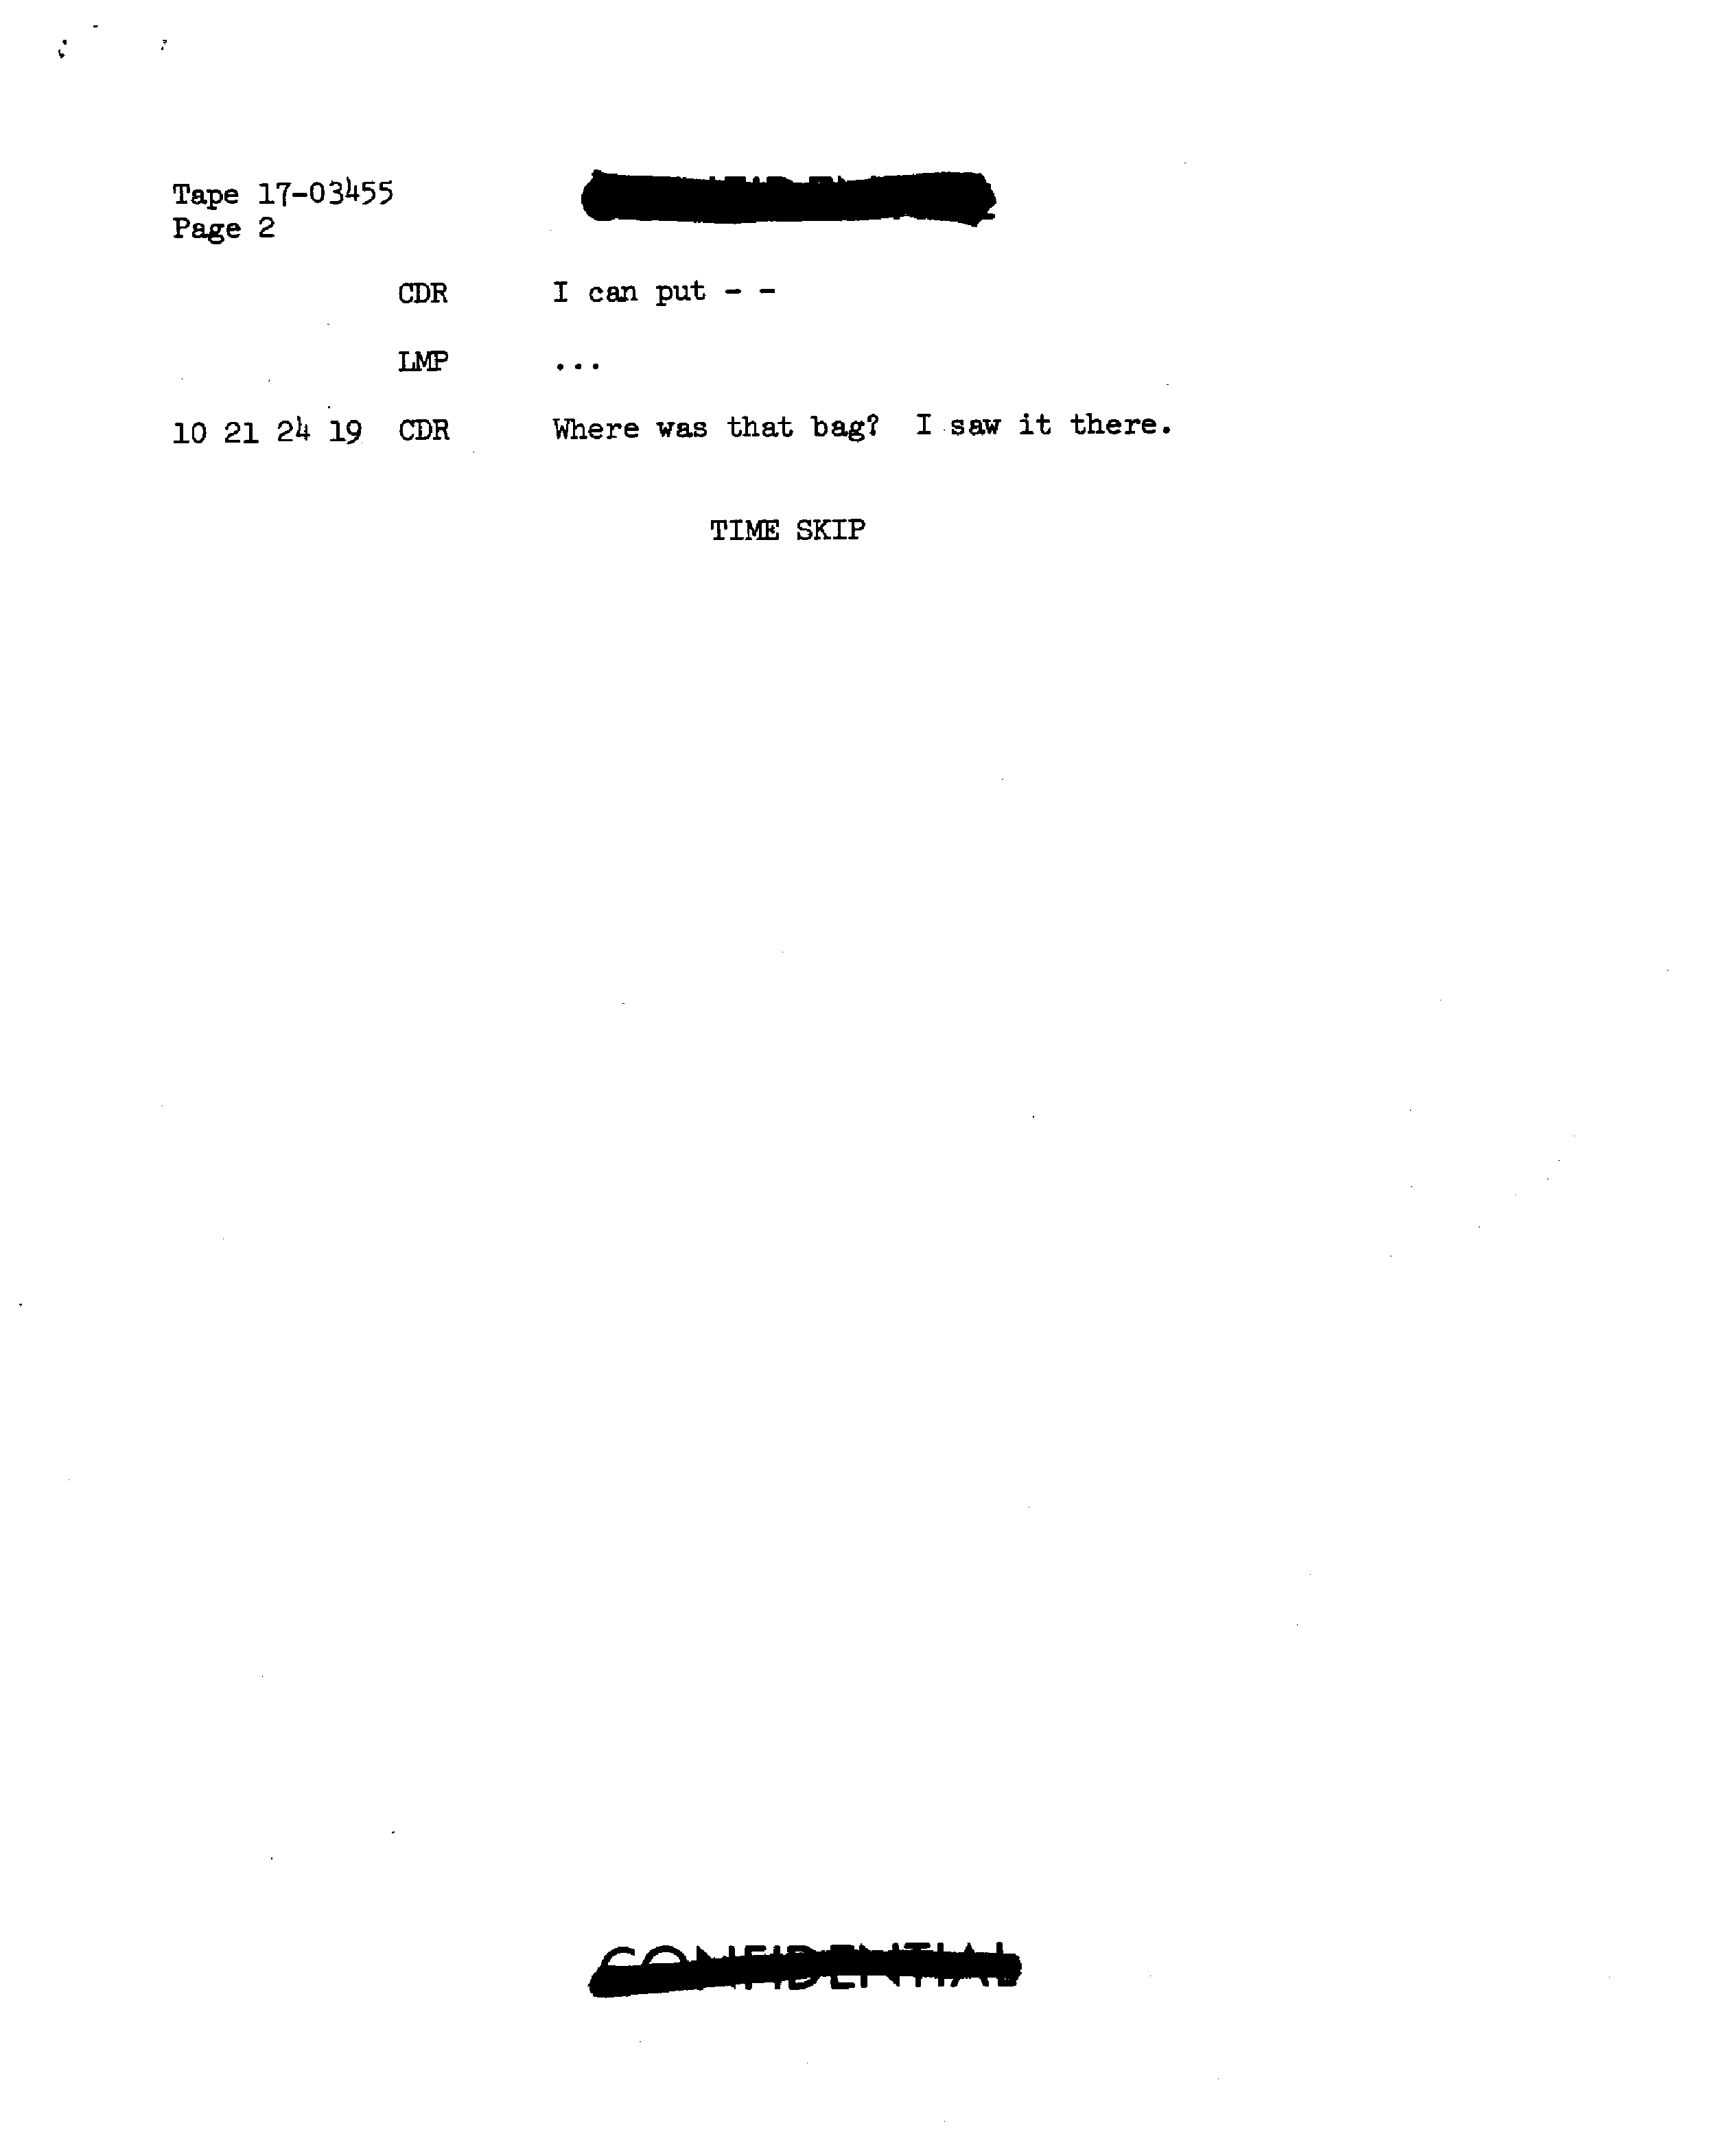 Tape 17-03455
Page 2
CDR I can put - -
LMP ...
10 21 24 19 CDR Where was that bag? I saw it there.
TIME SKIP
CONFIDENTIAL